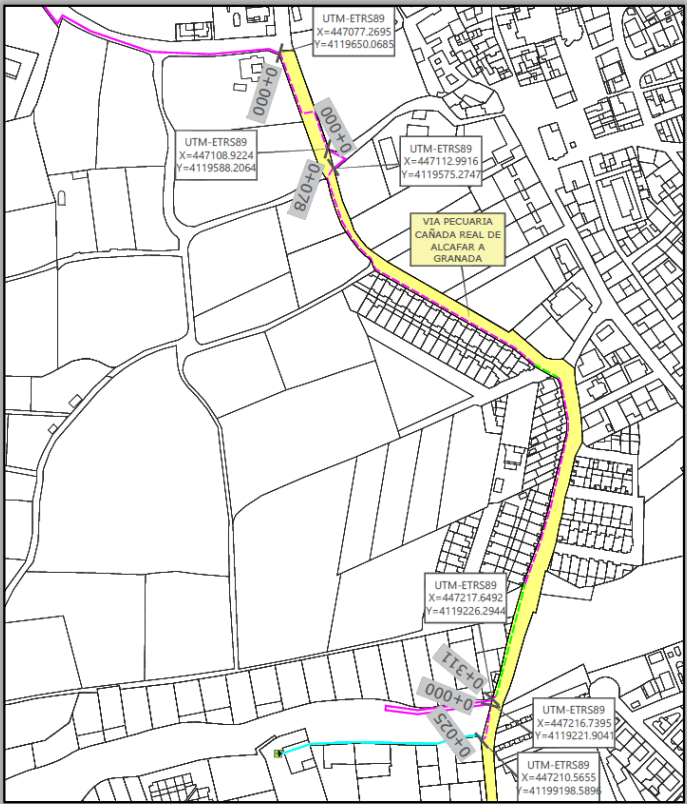 UTM-ETRS89
X=447077.2695
Y=4119650.0685
0+000
0+000
UTM-ETRS89
X=447108.9224
Y=4119588.2064
UTM-ETRS89
X=447112.9916
Y=4119575.2747
0+078
VIA PECUARIA
CAÑADA REAL DE
ALCAFAR A
GRANADA
UTM-ETRS89
X=447217.6492
Y=4119226.2944
0+311
0+000
0+025
UTM-ETRS89
X=447216.7395
Y=4119221.9041
UTM-ETRS89
X=447210.5655
Y=41199198.5896